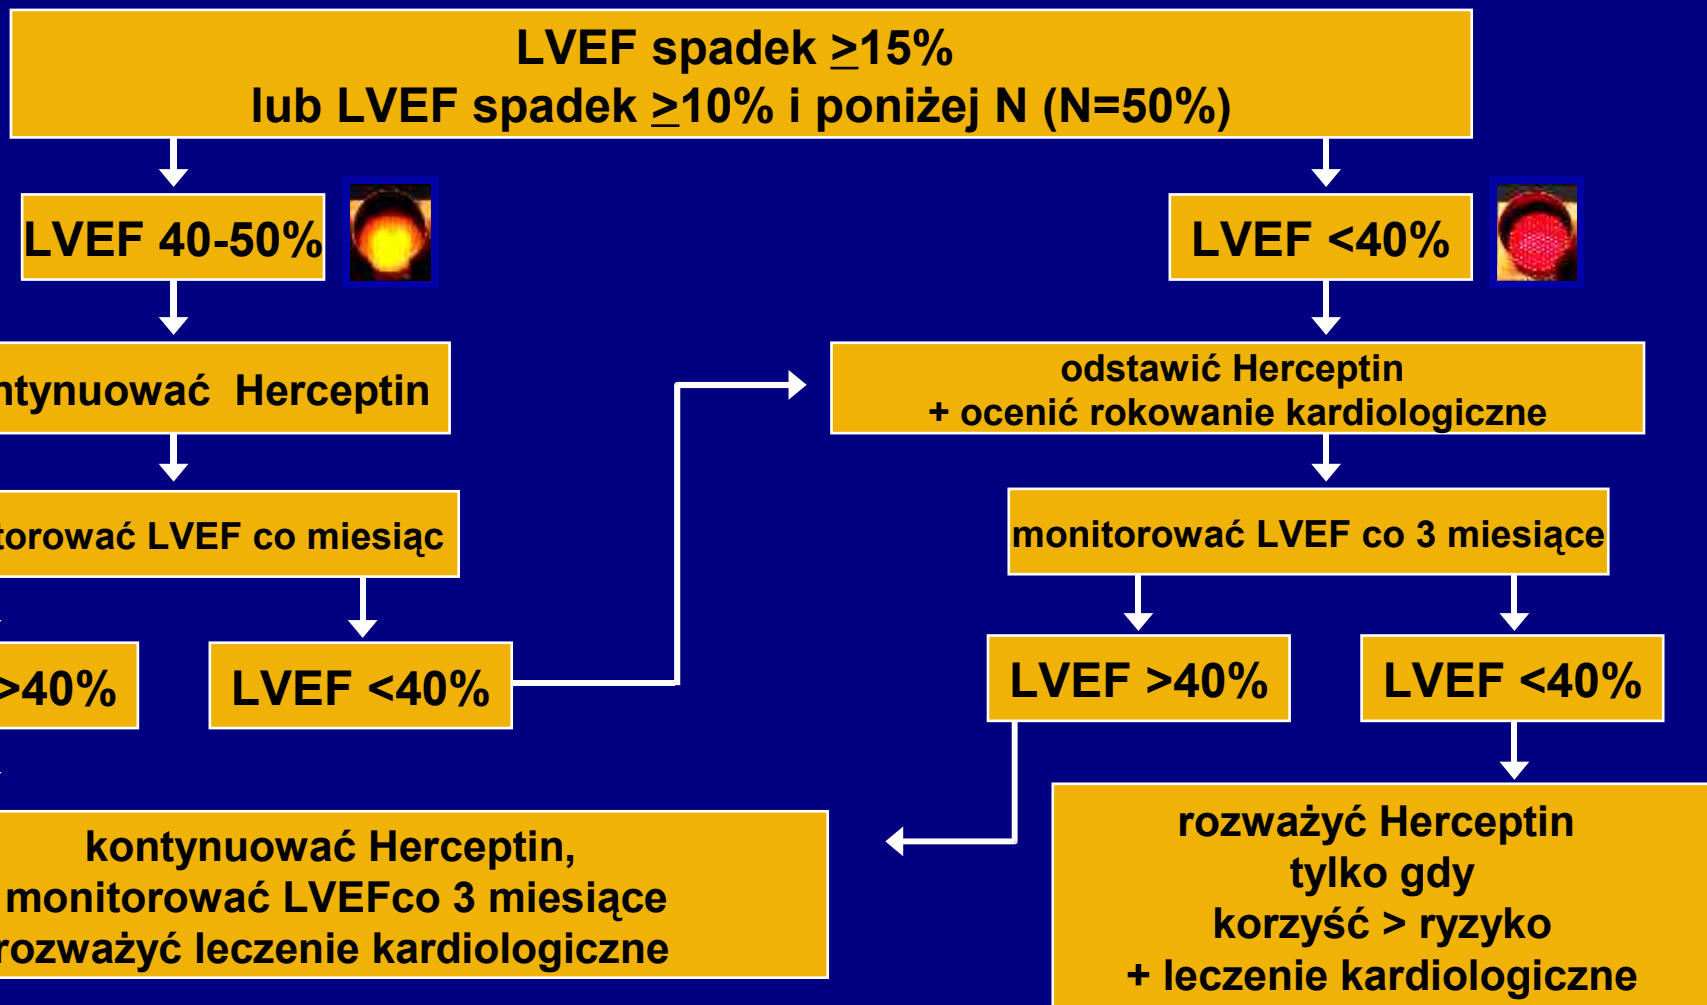 LVEF spadek ≥15%
lub LVEF spadek ≥10% i poniżej N (N=50%)
LVEF 40-50%
LVEF <40%
ntynuować Herceptin
odstawić Herceptin
+ ocenić rokowanie kardiologiczne
torować LVEF co miesiąc
monitorować LVEF co 3 miesiące
>40%
LVEF <40%
LVEF >40%
LVEF <40%
kontynuować Herceptin,
monitorować LVEFco 3 miesiące
rozważyć leczenie kardiologiczne
rozważyć Herceptin
tylko gdy
korzyść > ryzyko
+ leczenie kardiologiczne